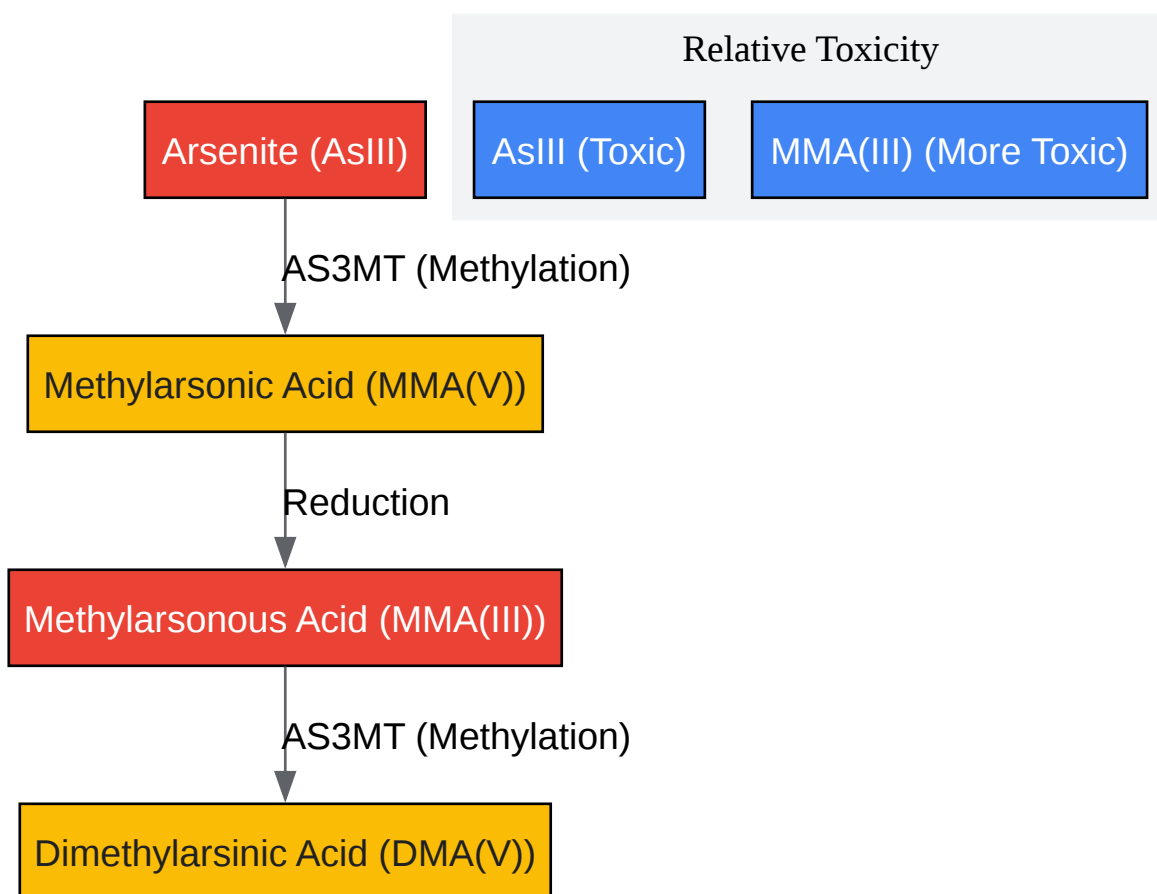 Relative Toxicity
Arsenite (AsIII)
AsIII (Toxic)
MMA(III) (More Toxic)
AS3MT (Methylation)
Methylarsonic Acid (MMA(V))
Reduction
Methylarsonous Acid (MMA(III))
AS3MT (Methylation)
Dimethylarsinic Acid (DMA(V))